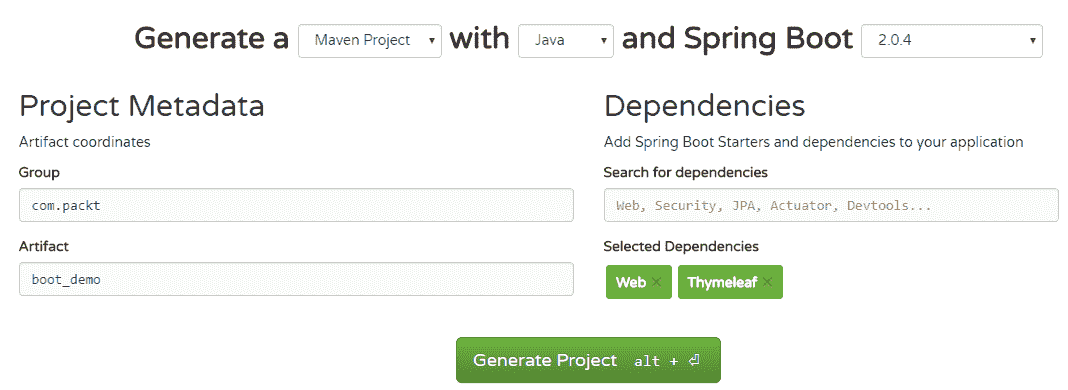 Generate a Maven Project with Java and Spring Boot 2.0.4
Project Metadata
Artifact coordinates
Group
com.packt
Artifact
boot_demo
Dependencies
Add Spring Boot Starters and dependencies to your application
Search for dependencies
Web, Security, JPA, Actuator, Devtools...
Selected Dependencies
Web × Thymeleaf ×
Generate Project alt + ⏎